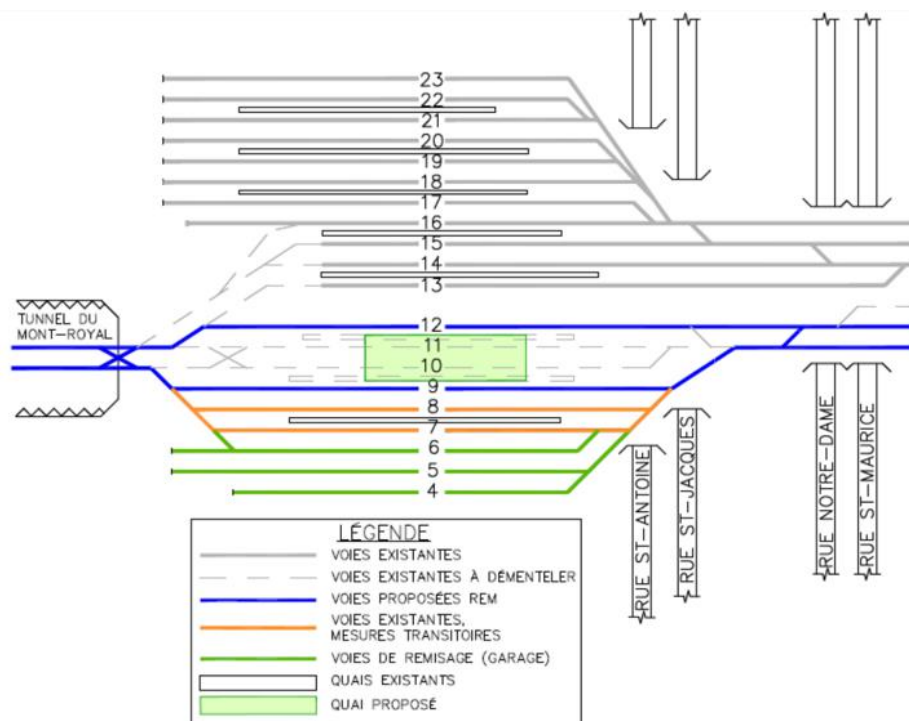 23
22
21
20
19
18
17
16
15
14
13
TUNNEL DU
MONT-ROYAL
12
11
10
9
8
7
6
5
4
RUE ST-ANTOINE
RUE ST-JACQUES
RUE NOTRE-DAME
RUE ST-MAURICE
LÉGENDE
VOIES EXISTANTES
VOIES EXISTANTES À DÉMENTELER
VOIES PROPOSÉES REM
VOIES EXISTANTES,
MESURES TRANSITOIRES
VOIES DE REMISAGE (GARAGE)
QUAIS EXISTANTS
QUAI PROPOSÉ